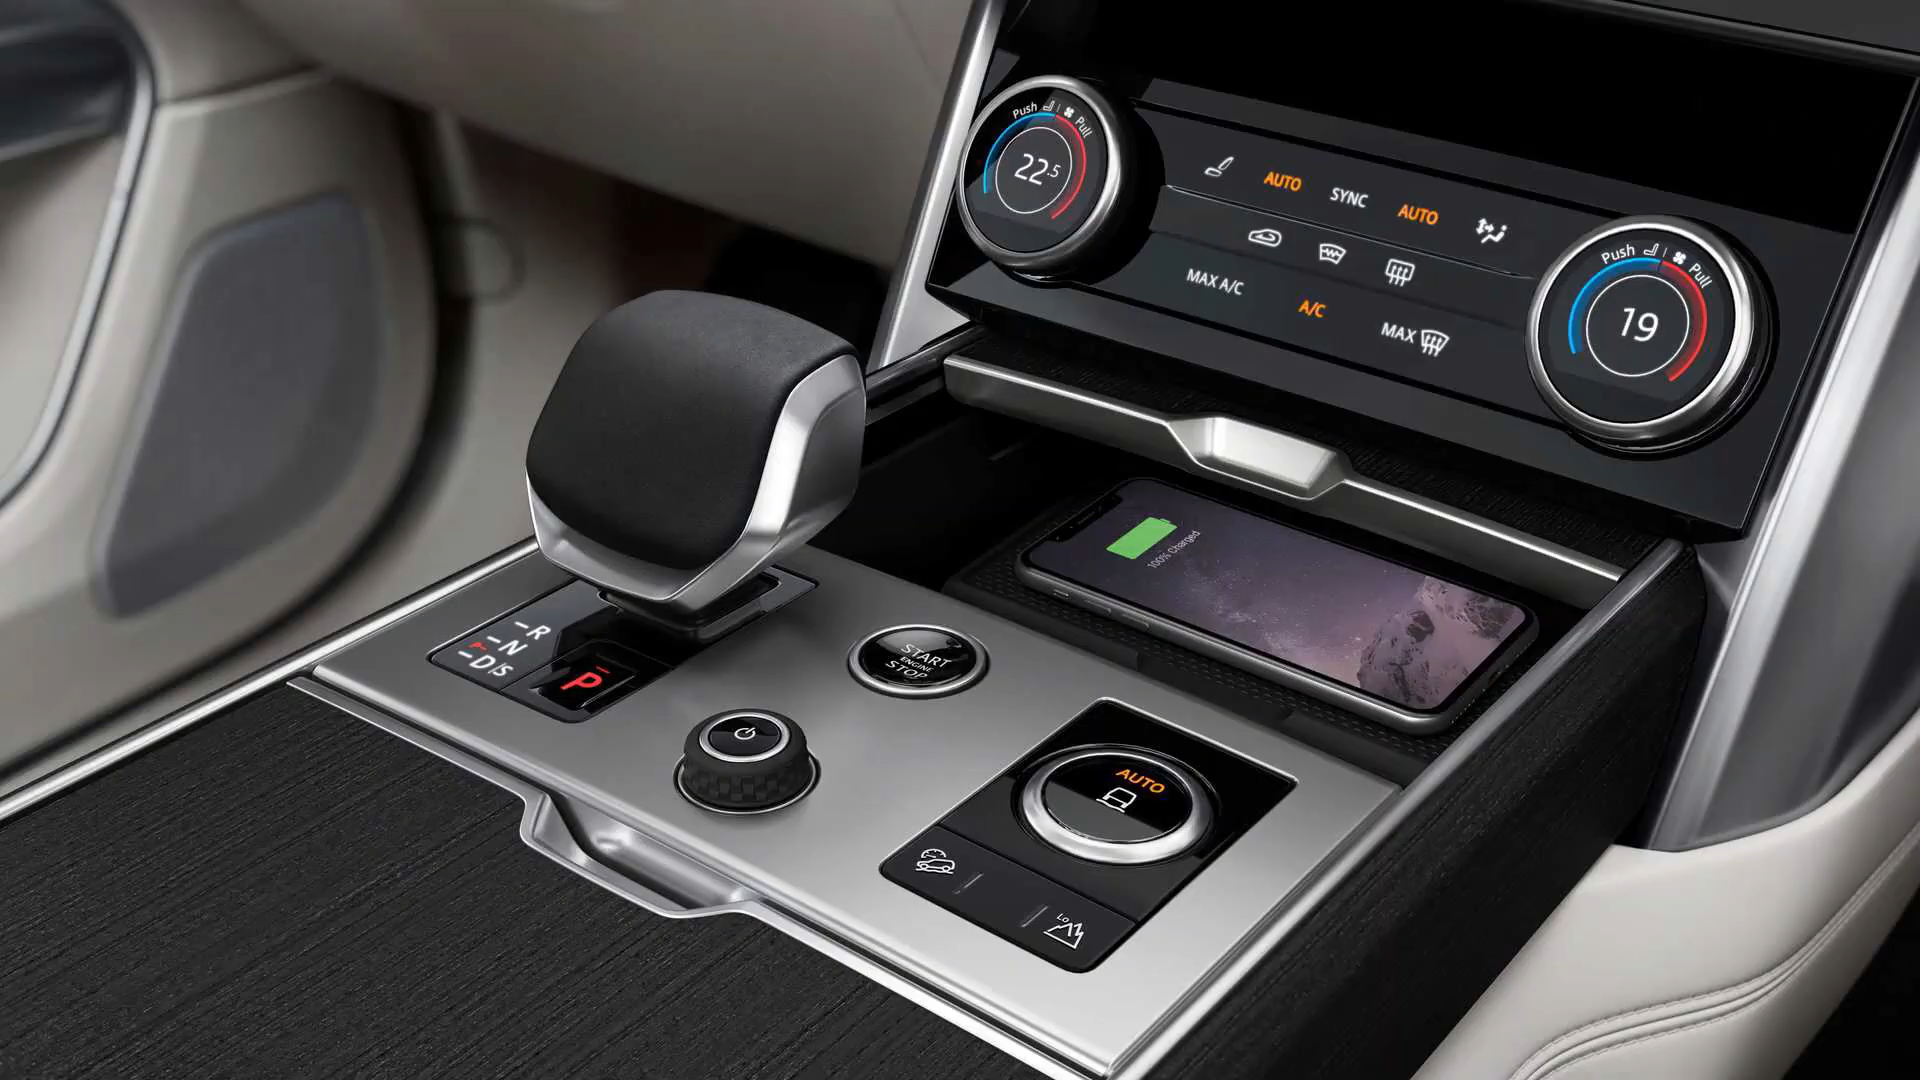 Push Pull
22.5
AUTO SYNC AUTO
MAX A/C
A/C
MAX
Push Pull
19
100% Charged
R
N
D/S
P
START
ENGINE
STOP
AUTO
LO